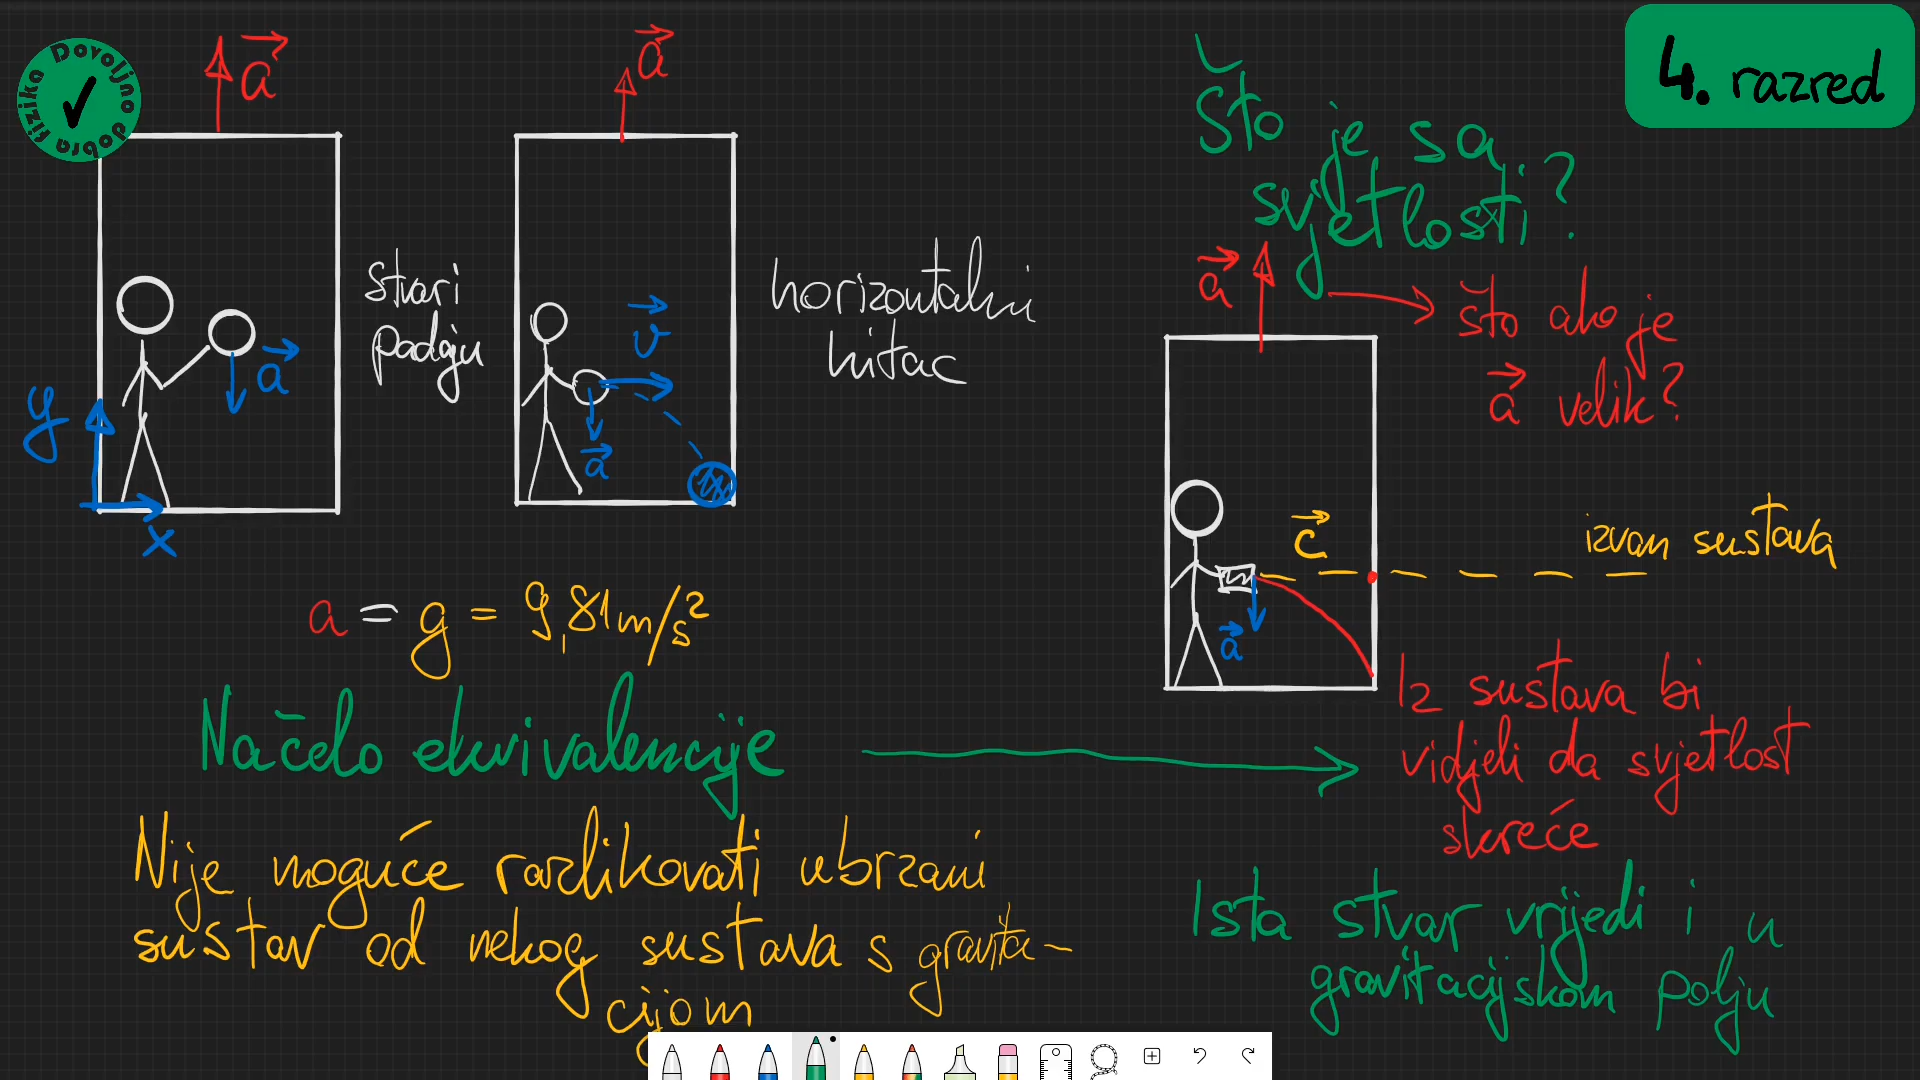 Dovoljno dobra fizika
a
a
4. razred
Što je sa
svjetlosti?
stvari
padaju
a
horizontalni
hitac
v
a
a
što ako je
a velik?
y
x
c
izvan sustava
a
a = g = 9,81 m/s²
Načelo ekvivalencije
Iz sustava bi
vidjeli da svjetlost
skreće
Nije moguće razlikovati ubrzani
sustav od nekog sustava s gravita-
cijom
Ista stvar vrijedi i u
gravitacijskom polju